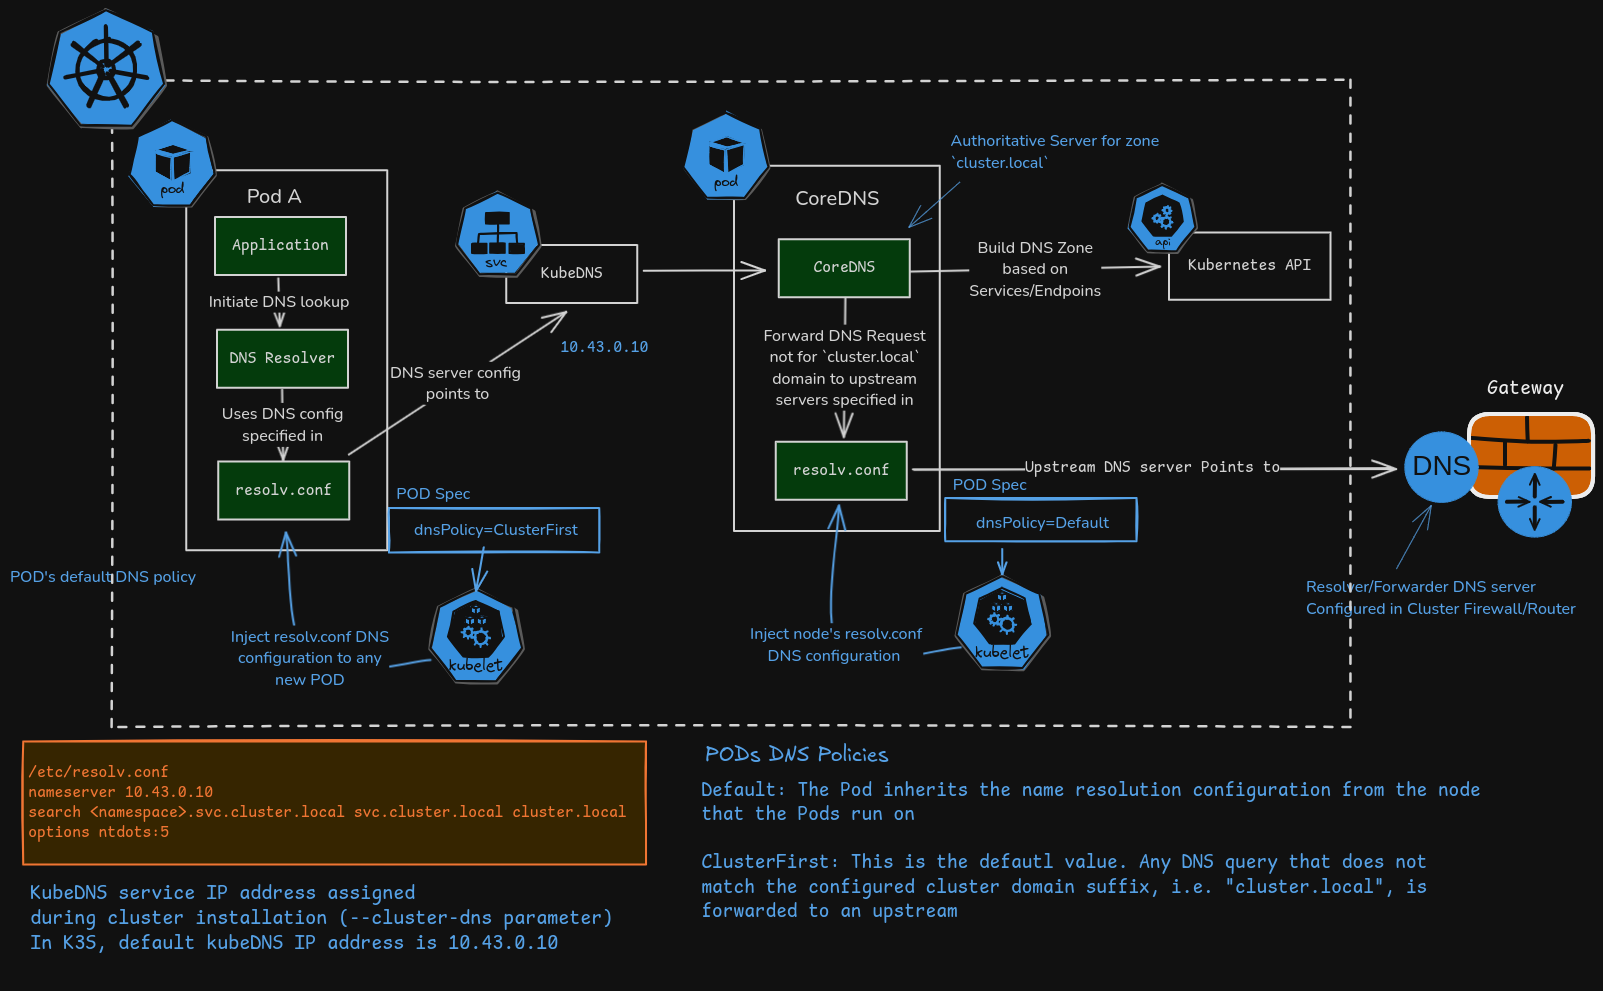 pod
Pod A
Application
Initiate DNS lookup
DNS Resolver
Uses DNS config
specified in
resolv.conf
DNS server config
points to
svc
KubeDNS
10.43.0.10
pod
CoreDNS
Authoritative Server for zone
`cluster.local`
CoreDNS
Build DNS Zone
based on
Services/Endpoins
api
Kubernetes API
Forward DNS Request
not for `cluster.local`
domain to upstream
servers specified in
resolv.conf
Upstream DNS server Points to
Gateway
DNS
POD Spec
dnsPolicy=ClusterFirst
POD Spec
dnsPolicy=Default
POD's default DNS policy
Resolver/Forwarder DNS server
Configured in Cluster Firewall/Router
Inject resolv.conf DNS
configuration to any
new POD
kubelet
Inject node's resolv.conf
DNS configuration
kubelet
/etc/resolv.conf
nameserver 10.43.0.10
search <namespace>.svc.cluster.local svc.cluster.local cluster.local
options ntdots:5
KubeDNS service IP address assigned
during cluster installation (--cluster-dns parameter)
In K3S, default kubeDNS IP address is 10.43.0.10
PODs DNS Policies
Default: The Pod inherits the name resolution configuration from the node
that the Pods run on
ClusterFirst: This is the defautl value. Any DNS query that does not
match the configured cluster domain suffix, i.e. "cluster.local", is
forwarded to an upstream